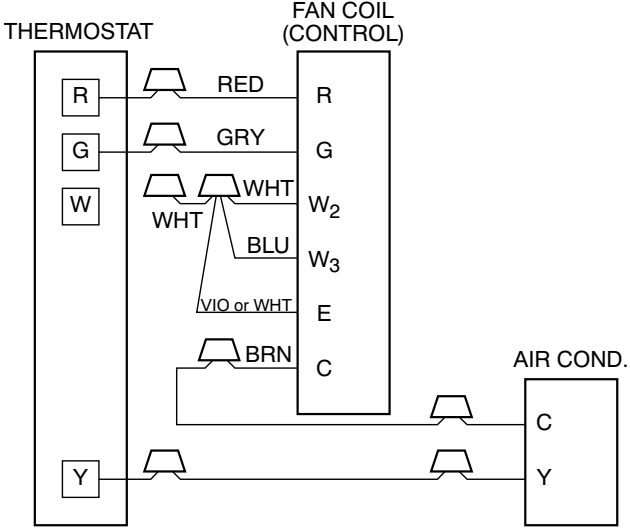 FAN COIL
(CONTROL)
THERMOSTAT
R
RED
R
G
GRY
G
W
WHT
WHT
W2
BLU
W3
VIO or WHT
E
BRN
C
AIR COND.
C
Y
Y